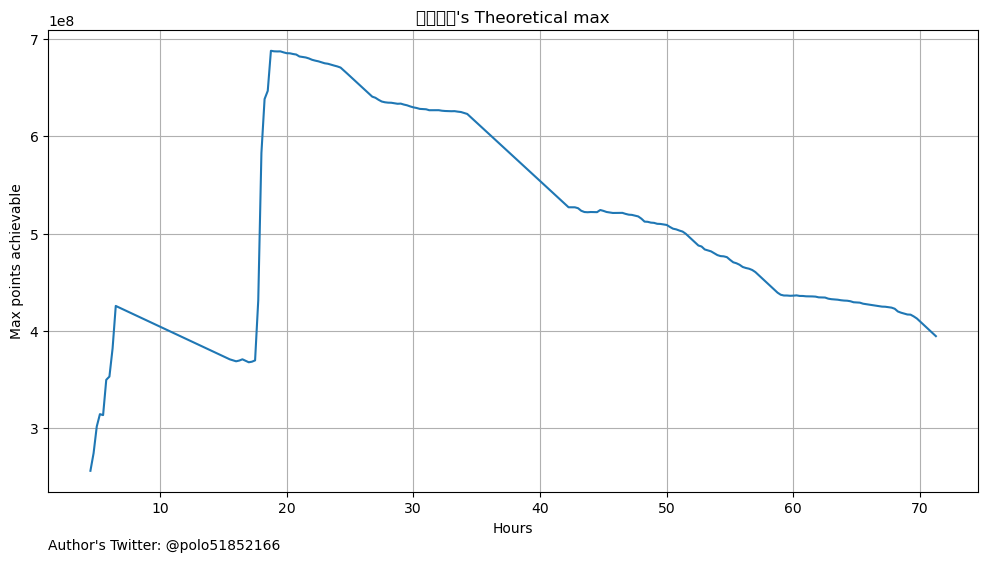 's Theoretical max
1e8
7
6
5
4
3
Max points achievable
10 20 30 40 50 60 70
Hours
Author's Twitter: @polo51852166